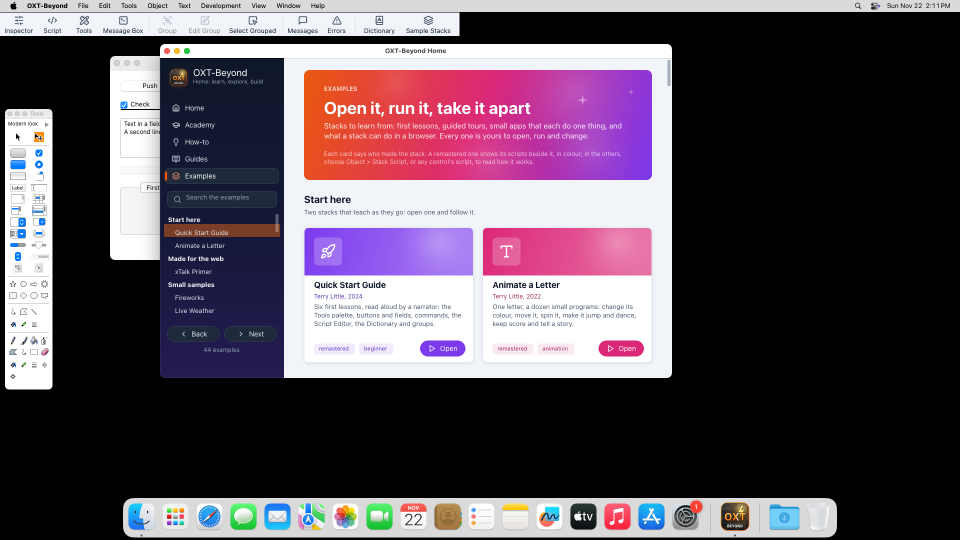 OXT-Beyond File Edit Tools Object Text Development View Window Help Sun Nov 22 2:11 PM
Inspector Script Tools Message Box Group Edit Group Select Grouped Messages Errors Dictionary Sample Stacks
OXT-Beyond Home
Push
Check
Text in a field
A second line
First
Tools
Modern look
Label
OXT
OXT-Beyond
Home: learn, explore, build
Home
Academy
How-to
Guides
Examples
Search the examples
Start here
Quick Start Guide
Animate a Letter
Made for the web
xTalk Primer
Small samples
Fireworks
Live Weather
Back Next
44 examples
EXAMPLES
Open it, run it, take it apart
Stacks to learn from: first lessons, guided tours, small apps that each do one thing, and
what a stack can do in a browser. Every one is yours to open, run and change.
Each card says who made the stack. A remastered one shows its scripts beside it, in colour; in the others,
choose Object > Stack Script, or any control's script, to read how it works.
Start here
Two stacks that teach as they go: open one and follow it.
Quick Start Guide
Terry Little, 2024
Six first lessons, read aloud by a narrator: the
Tools palette, buttons and fields, commands, the
Script Editor, the Dictionary and groups.
remastered beginner Open
T
Animate a Letter
Terry Little, 2022
One letter, a dozen small programs: change its
colour, move it, spin it, make it jump and dance,
keep score and tell a story.
remastered animation Open
NOV
22
tv
1
OXT
BEYOND